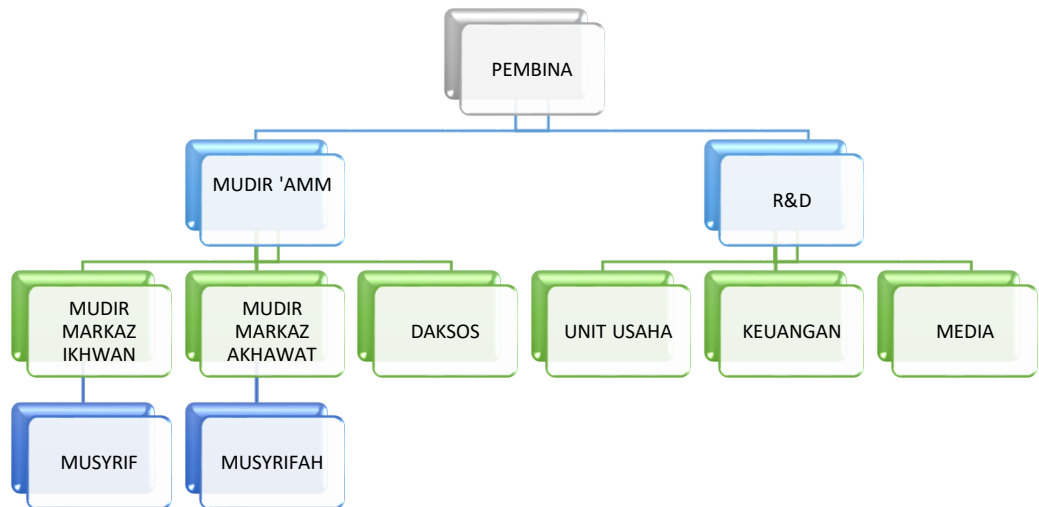 PEMBINA
MUDIR 'AMM
R&D
MUDIR
MARKAZ
IKHWAN
MUDIR
MARKAZ
AKHAWAT
DAKSOS
UNIT USAHA
KEUANGAN
MEDIA
MUSYRIF
MUSYRIFAH